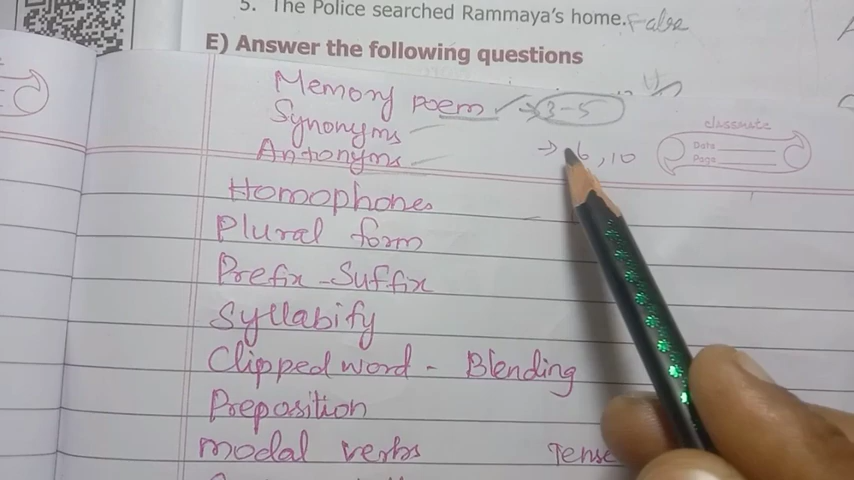 5. The Police searched Rammaya's home. False
E) Answer the following questions
Memory poem ✓ → 3-5
Synonyms
Antonyms → 6, 10
classmate
Date
Page
Homophones
Plural form
Prefix - Suffix
Syllabify
Clipped word - Blending
Preposition
modal verbs Tense